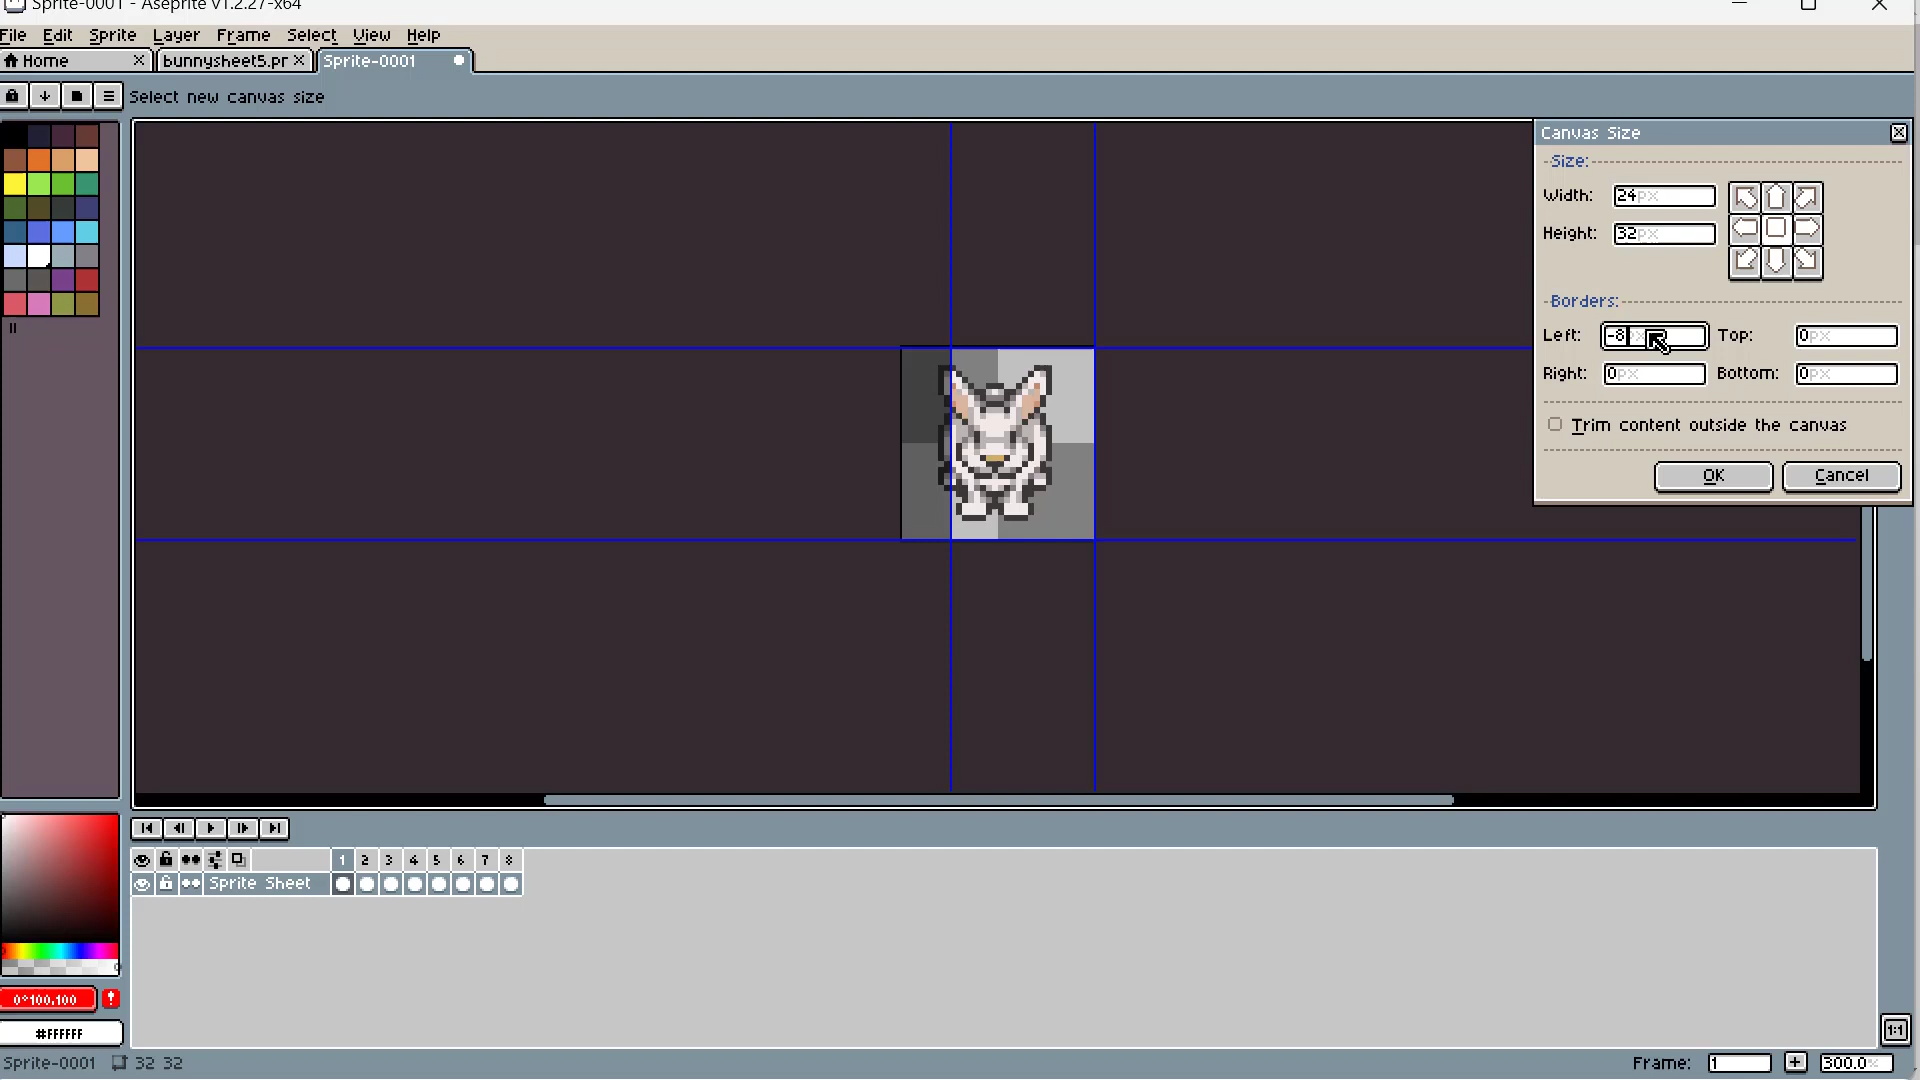 Sprite-0001 - Aseprite v1.2.27-x64
File Edit Sprite Layer Frame Select View Help
Home bunnysheet5.pr Sprite-0001
Select new canvas size
Canvas Size
Size:
Width: 24px
Height: 32px
Borders:
Left: -8px Top: 0px
Right: 0px Bottom: 0px
Trim content outside the canvas
OK Cancel
1 2 3 4 5 6 7 8
Sprite Sheet
0°100,100 !
#FFFFFF
Sprite-0001 32 32
Frame: 1 + 300.0% 1:1